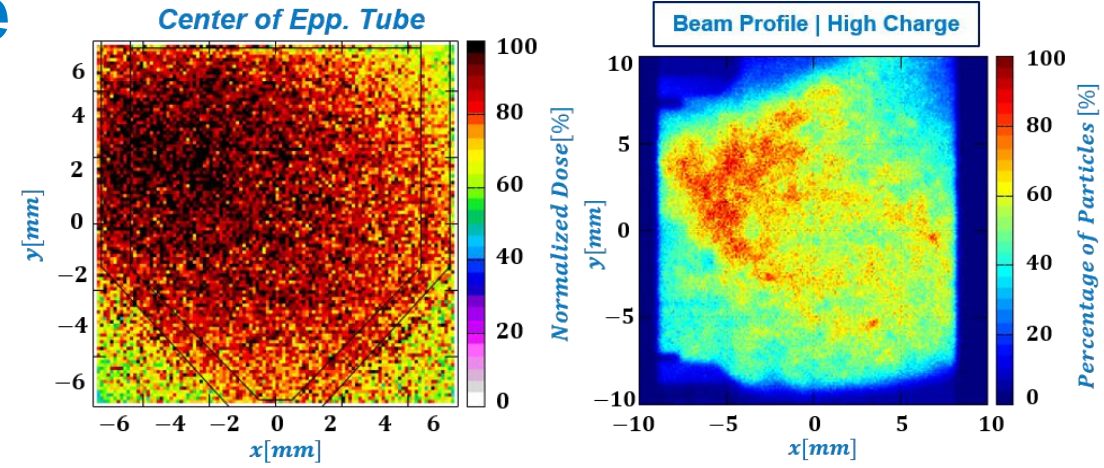 e
Center of Epp. Tube
6
4
2
0
−2
−4
−6
y[mm]
−6 −4 −2 0 2 4 6
x[mm]
100
80
60
40
20
0
Normalized Dose[%]
Beam Profile | High Charge
10
5
0
−5
−10
y[mm]
−10 −5 0 5 10
x[mm]
100
80
60
40
20
0
Percentage of Particles [%]